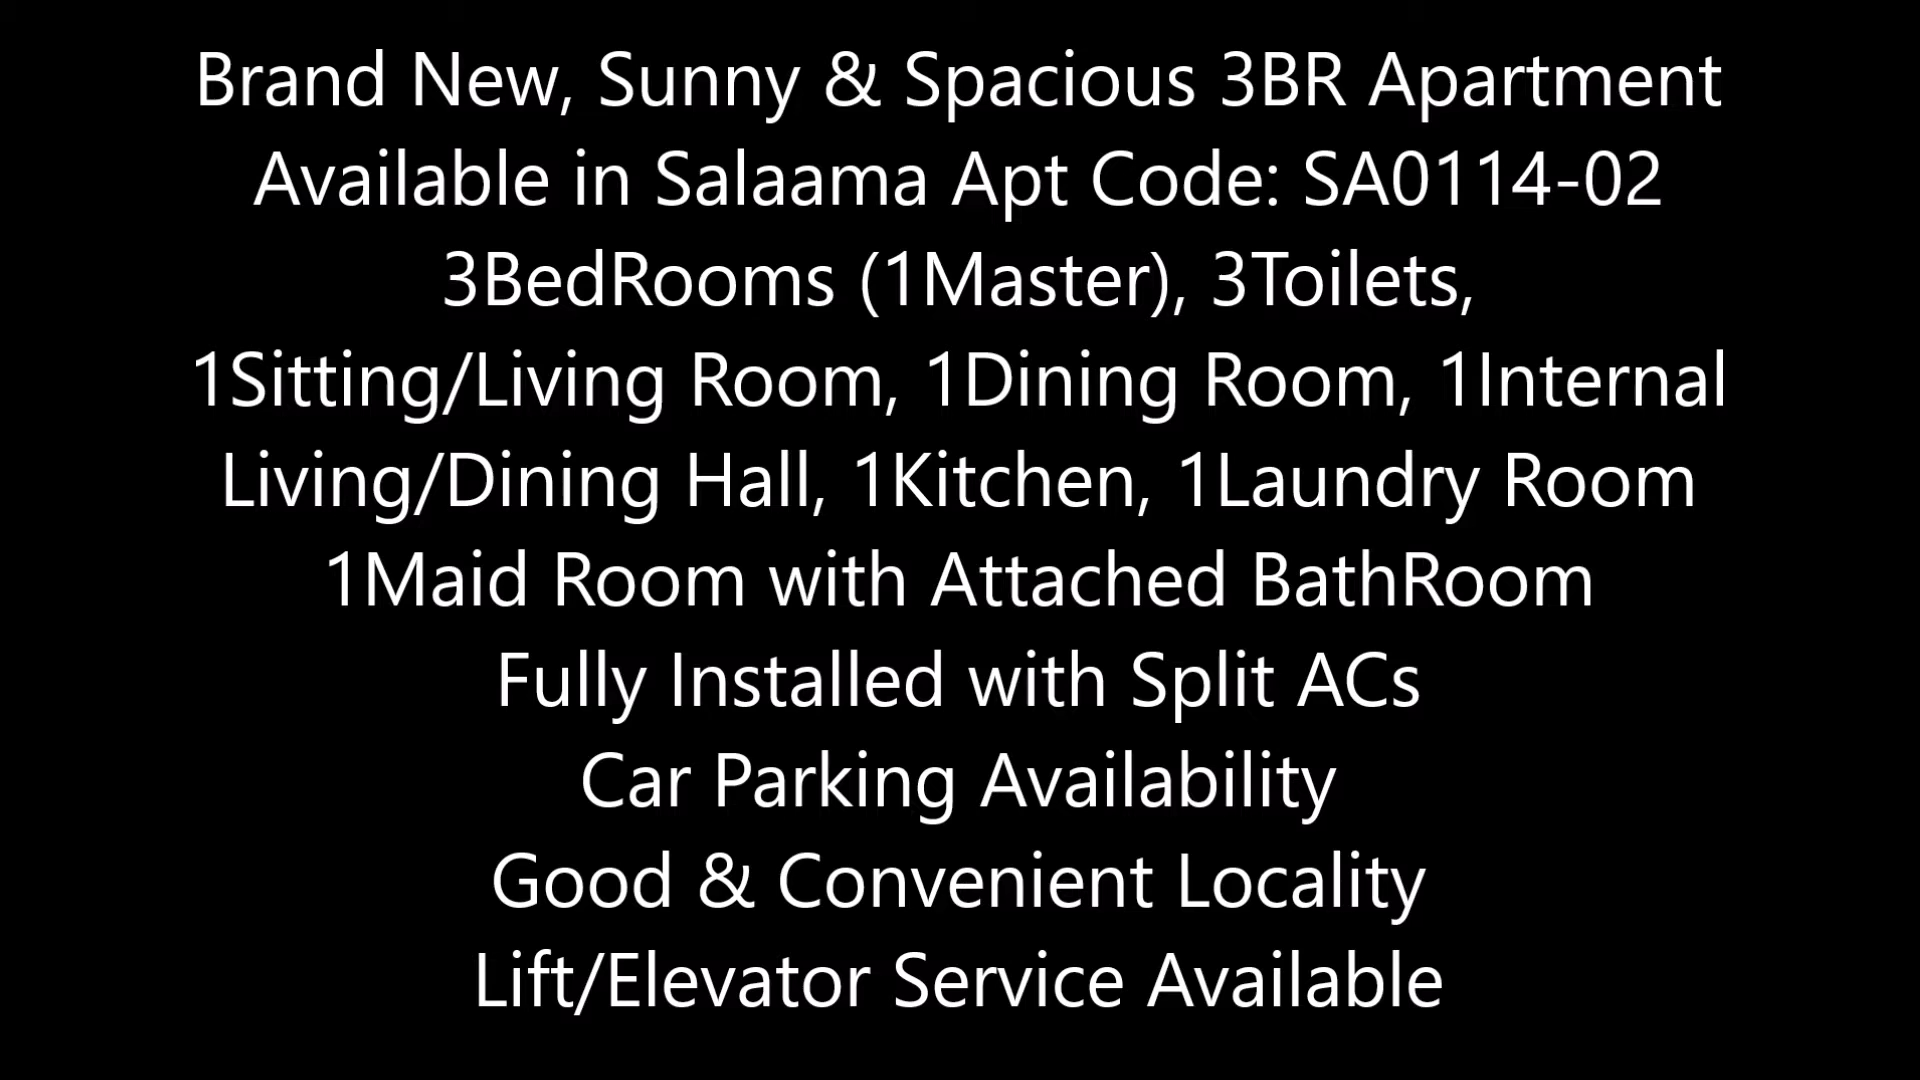 Brand New, Sunny & Spacious 3BR Apartment
Available in Salaama Apt Code: SA0114-02
3BedRooms (1Master), 3Toilets,
1Sitting/Living Room, 1Dining Room, 1Internal
Living/Dining Hall, 1Kitchen, 1Laundry Room
1Maid Room with Attached BathRoom
Fully Installed with Split ACs
Car Parking Availability
Good & Convenient Locality
Lift/Elevator Service Available